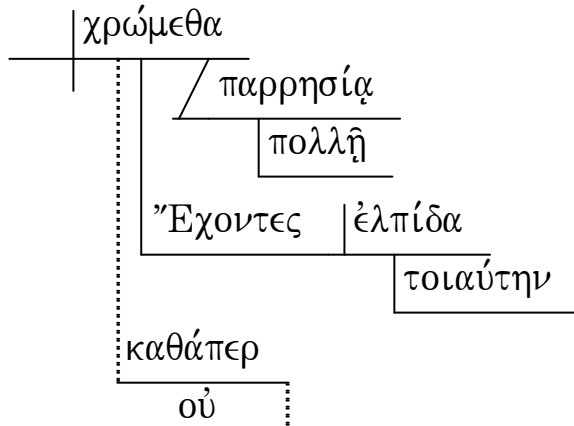 χρώμεθα
παρρησίᾳ
πολλῇ
Ἔχοντες ἐλπίδα
τοιαύτην
καθάπερ
οὐ